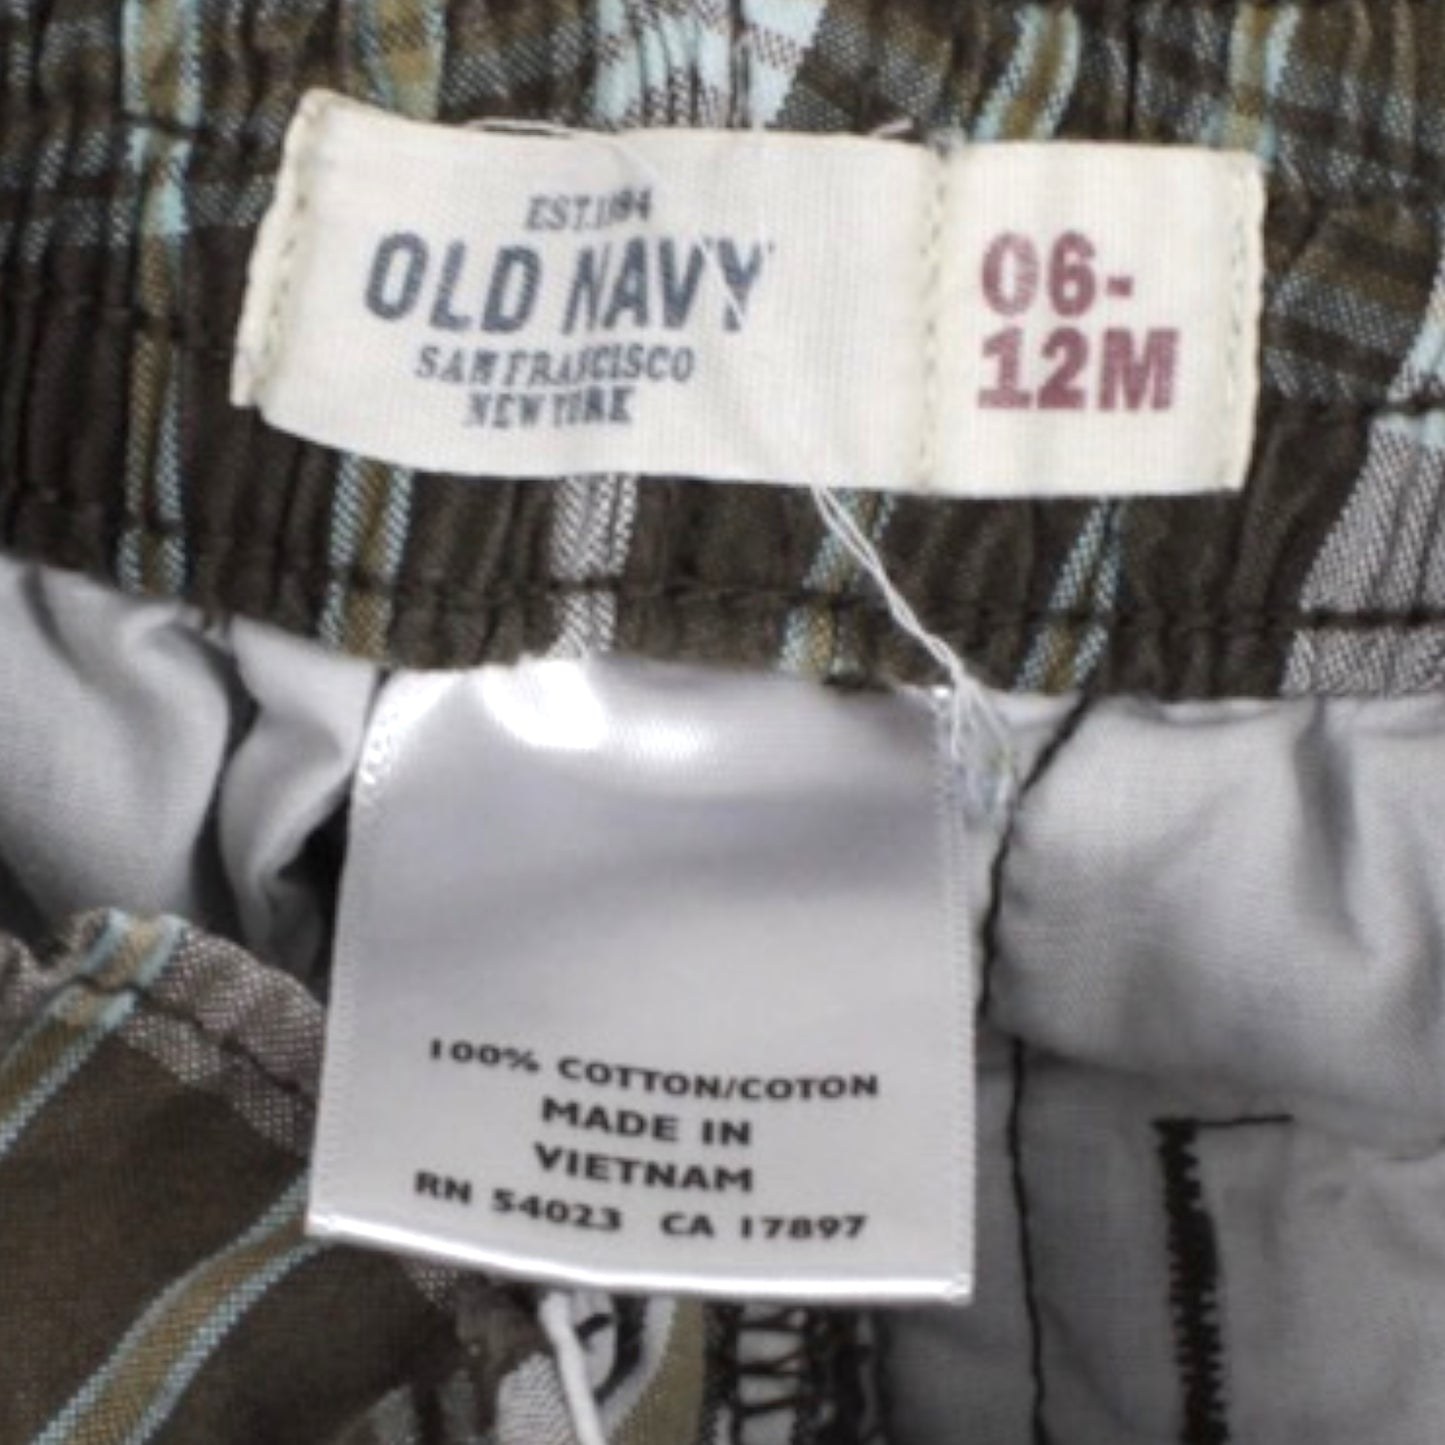 EST.1994
OLD NAVY
SAN FRANCISCO
NEW YORK
06-
12M
100% COTTON/COTON
MADE IN
VIETNAM
RN 54023 CA 17897